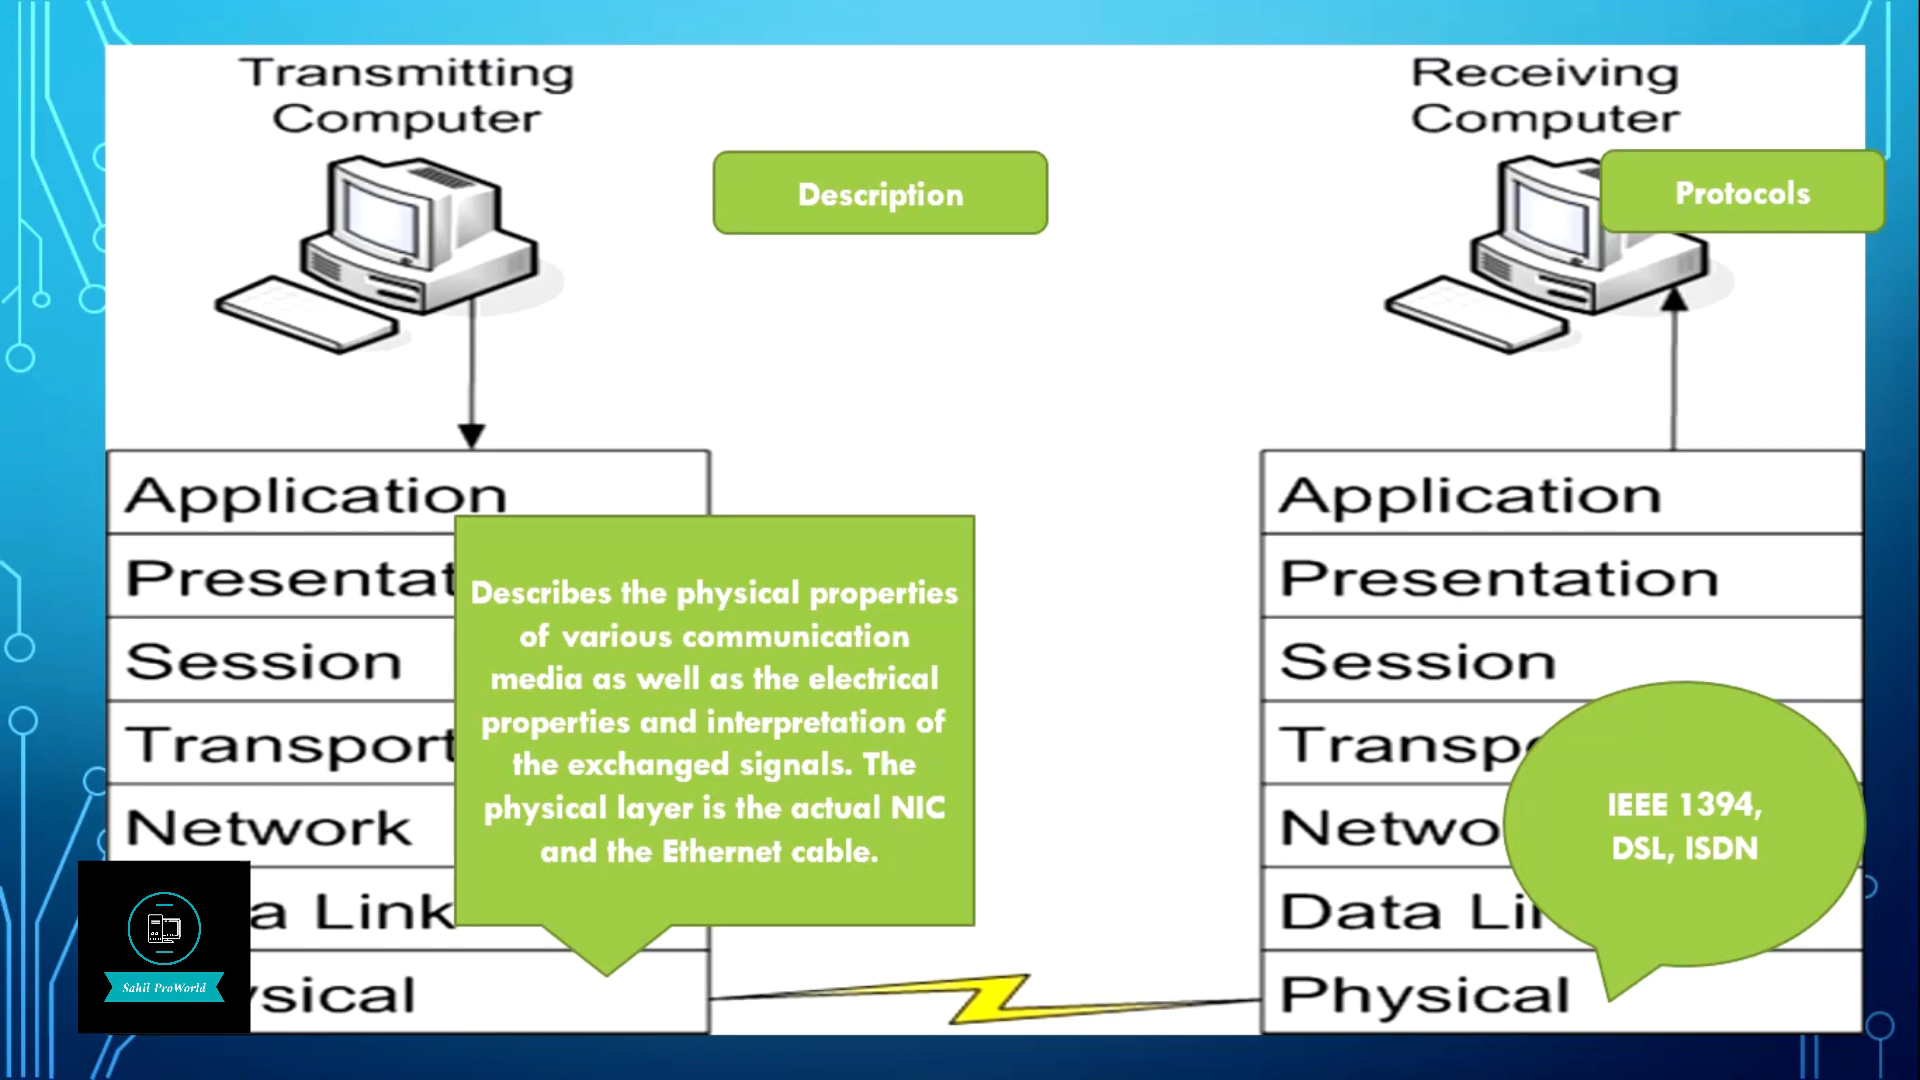 Transmitting
Computer
Receiving
Computer
Description
Protocols
Application
Presentat
Session
Transport
Network
a Link
sical
Describes the physical properties
of various communication
media as well as the electrical
properties and interpretation of
the exchanged signals. The
physical layer is the actual NIC
and the Ethernet cable.
Application
Presentation
Session
Transp
Netwo
Data Li
Physical
IEEE 1394,
DSL, ISDN
Sahil ProWorld